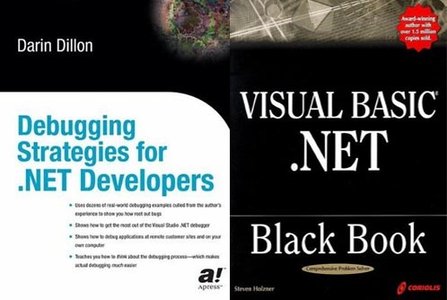 Darin Dillon
Debugging
Strategies for
.NET Developers
Uses dozens of real-world debugging examples culled from the author's
experience to show you how root out bugs
Shows how to get the most out of the Visual Studio .NET debugger
Shows how to debug applications at remote customer sites and on your
own computer
Teaches you how to think about the debugging process—which makes
actual debugging much easier
a!
Apress™
Award-winning
author with over
1.5 million
copies sold.
VISUAL BASIC®
.NET
Black Book
Comprehensive Problem Solver
Steven Holzner
CORIOLIS